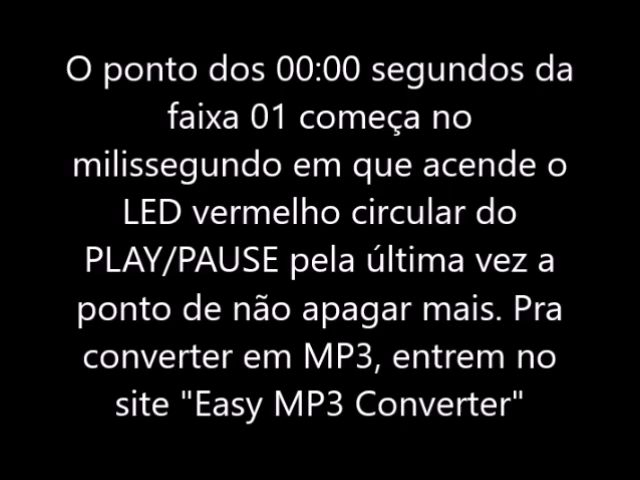 O ponto dos 00:00 segundos da
faixa 01 começa no
milissegundo em que acende o
LED vermelho circular do
PLAY/PAUSE pela última vez a
ponto de não apagar mais. Pra
converter em MP3, entrem no
site "Easy MP3 Converter"